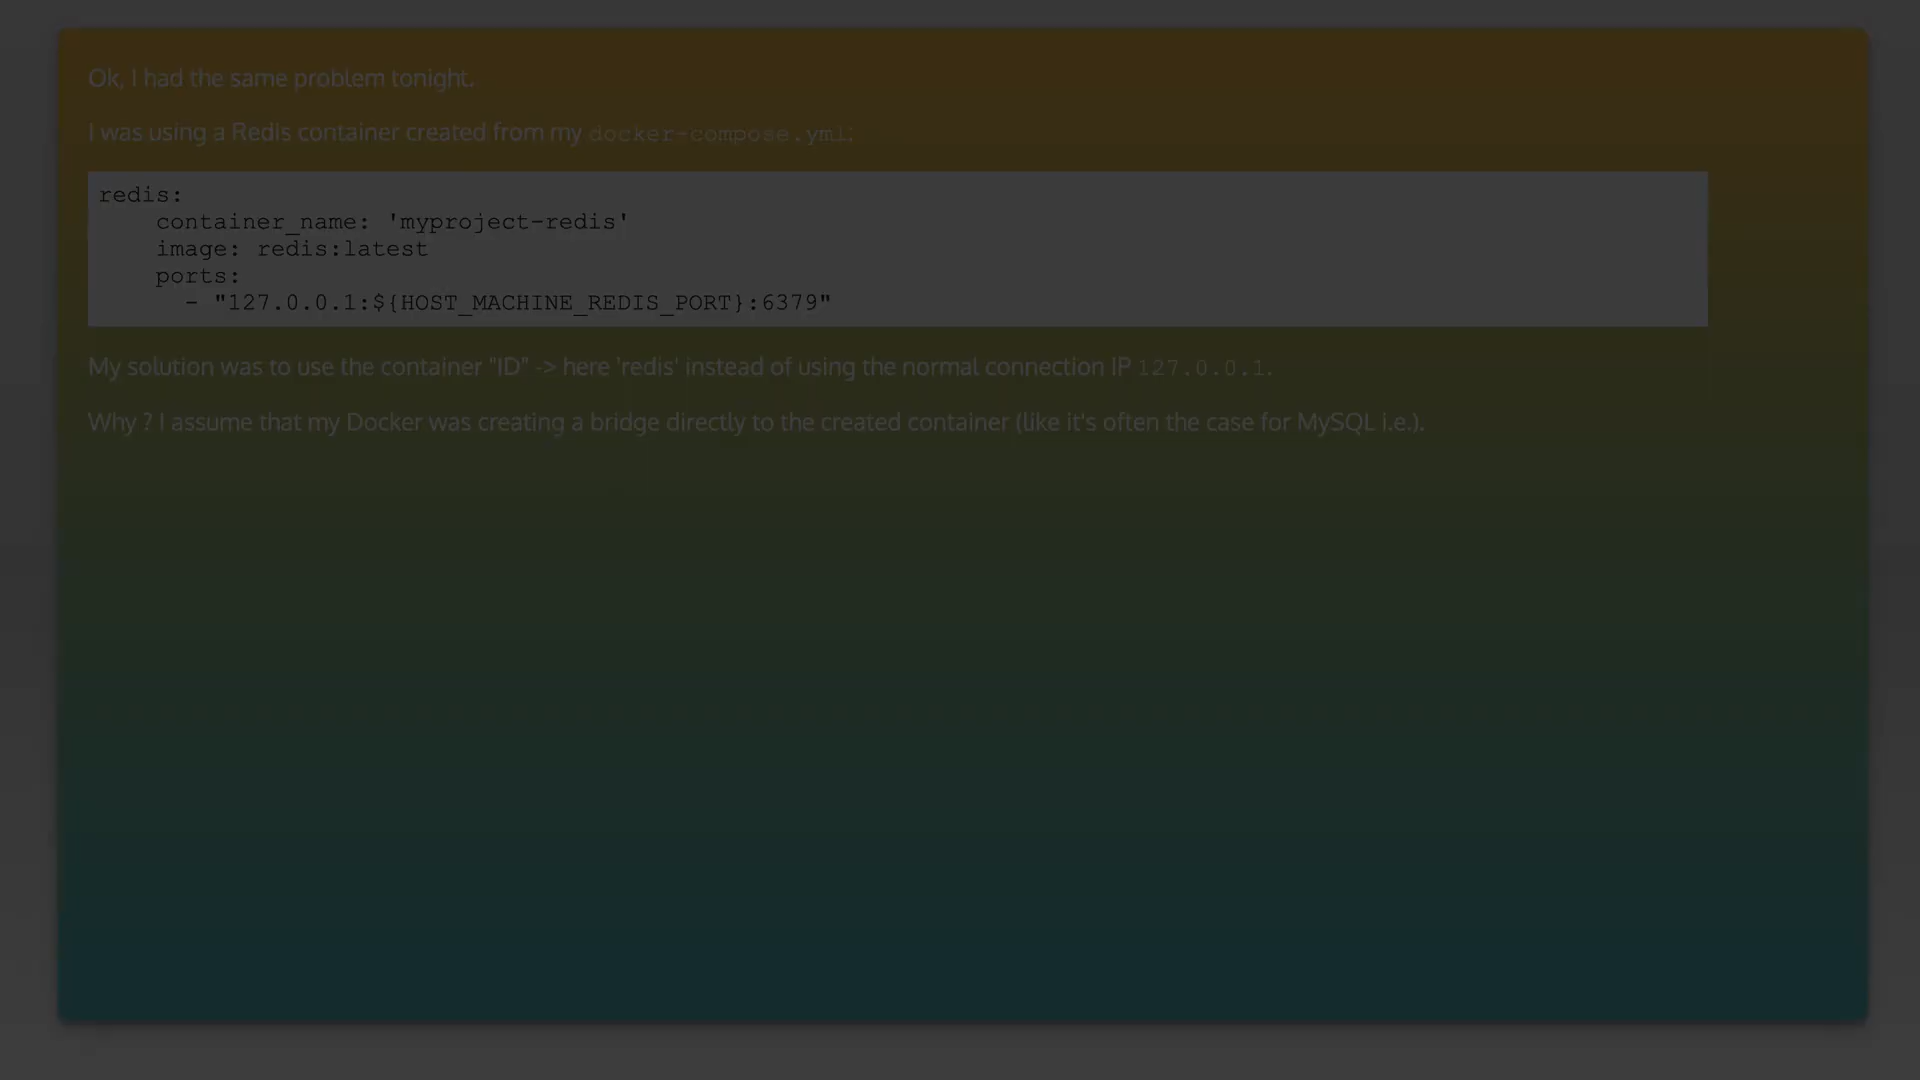 Ok, I had the same problem tonight.
I was using a Redis container created from my docker-compose.yml:
redis:
    container_name: 'myproject-redis'
    image: redis:latest
    ports:
      - "127.0.0.1:${HOST_MACHINE_REDIS_PORT}:6379"
My solution was to use the container "ID" -> here 'redis' instead of using the normal connection IP 127.0.0.1.
Why ? I assume that my Docker was creating a bridge directly to the created container (like it's often the case for MySQL i.e.).